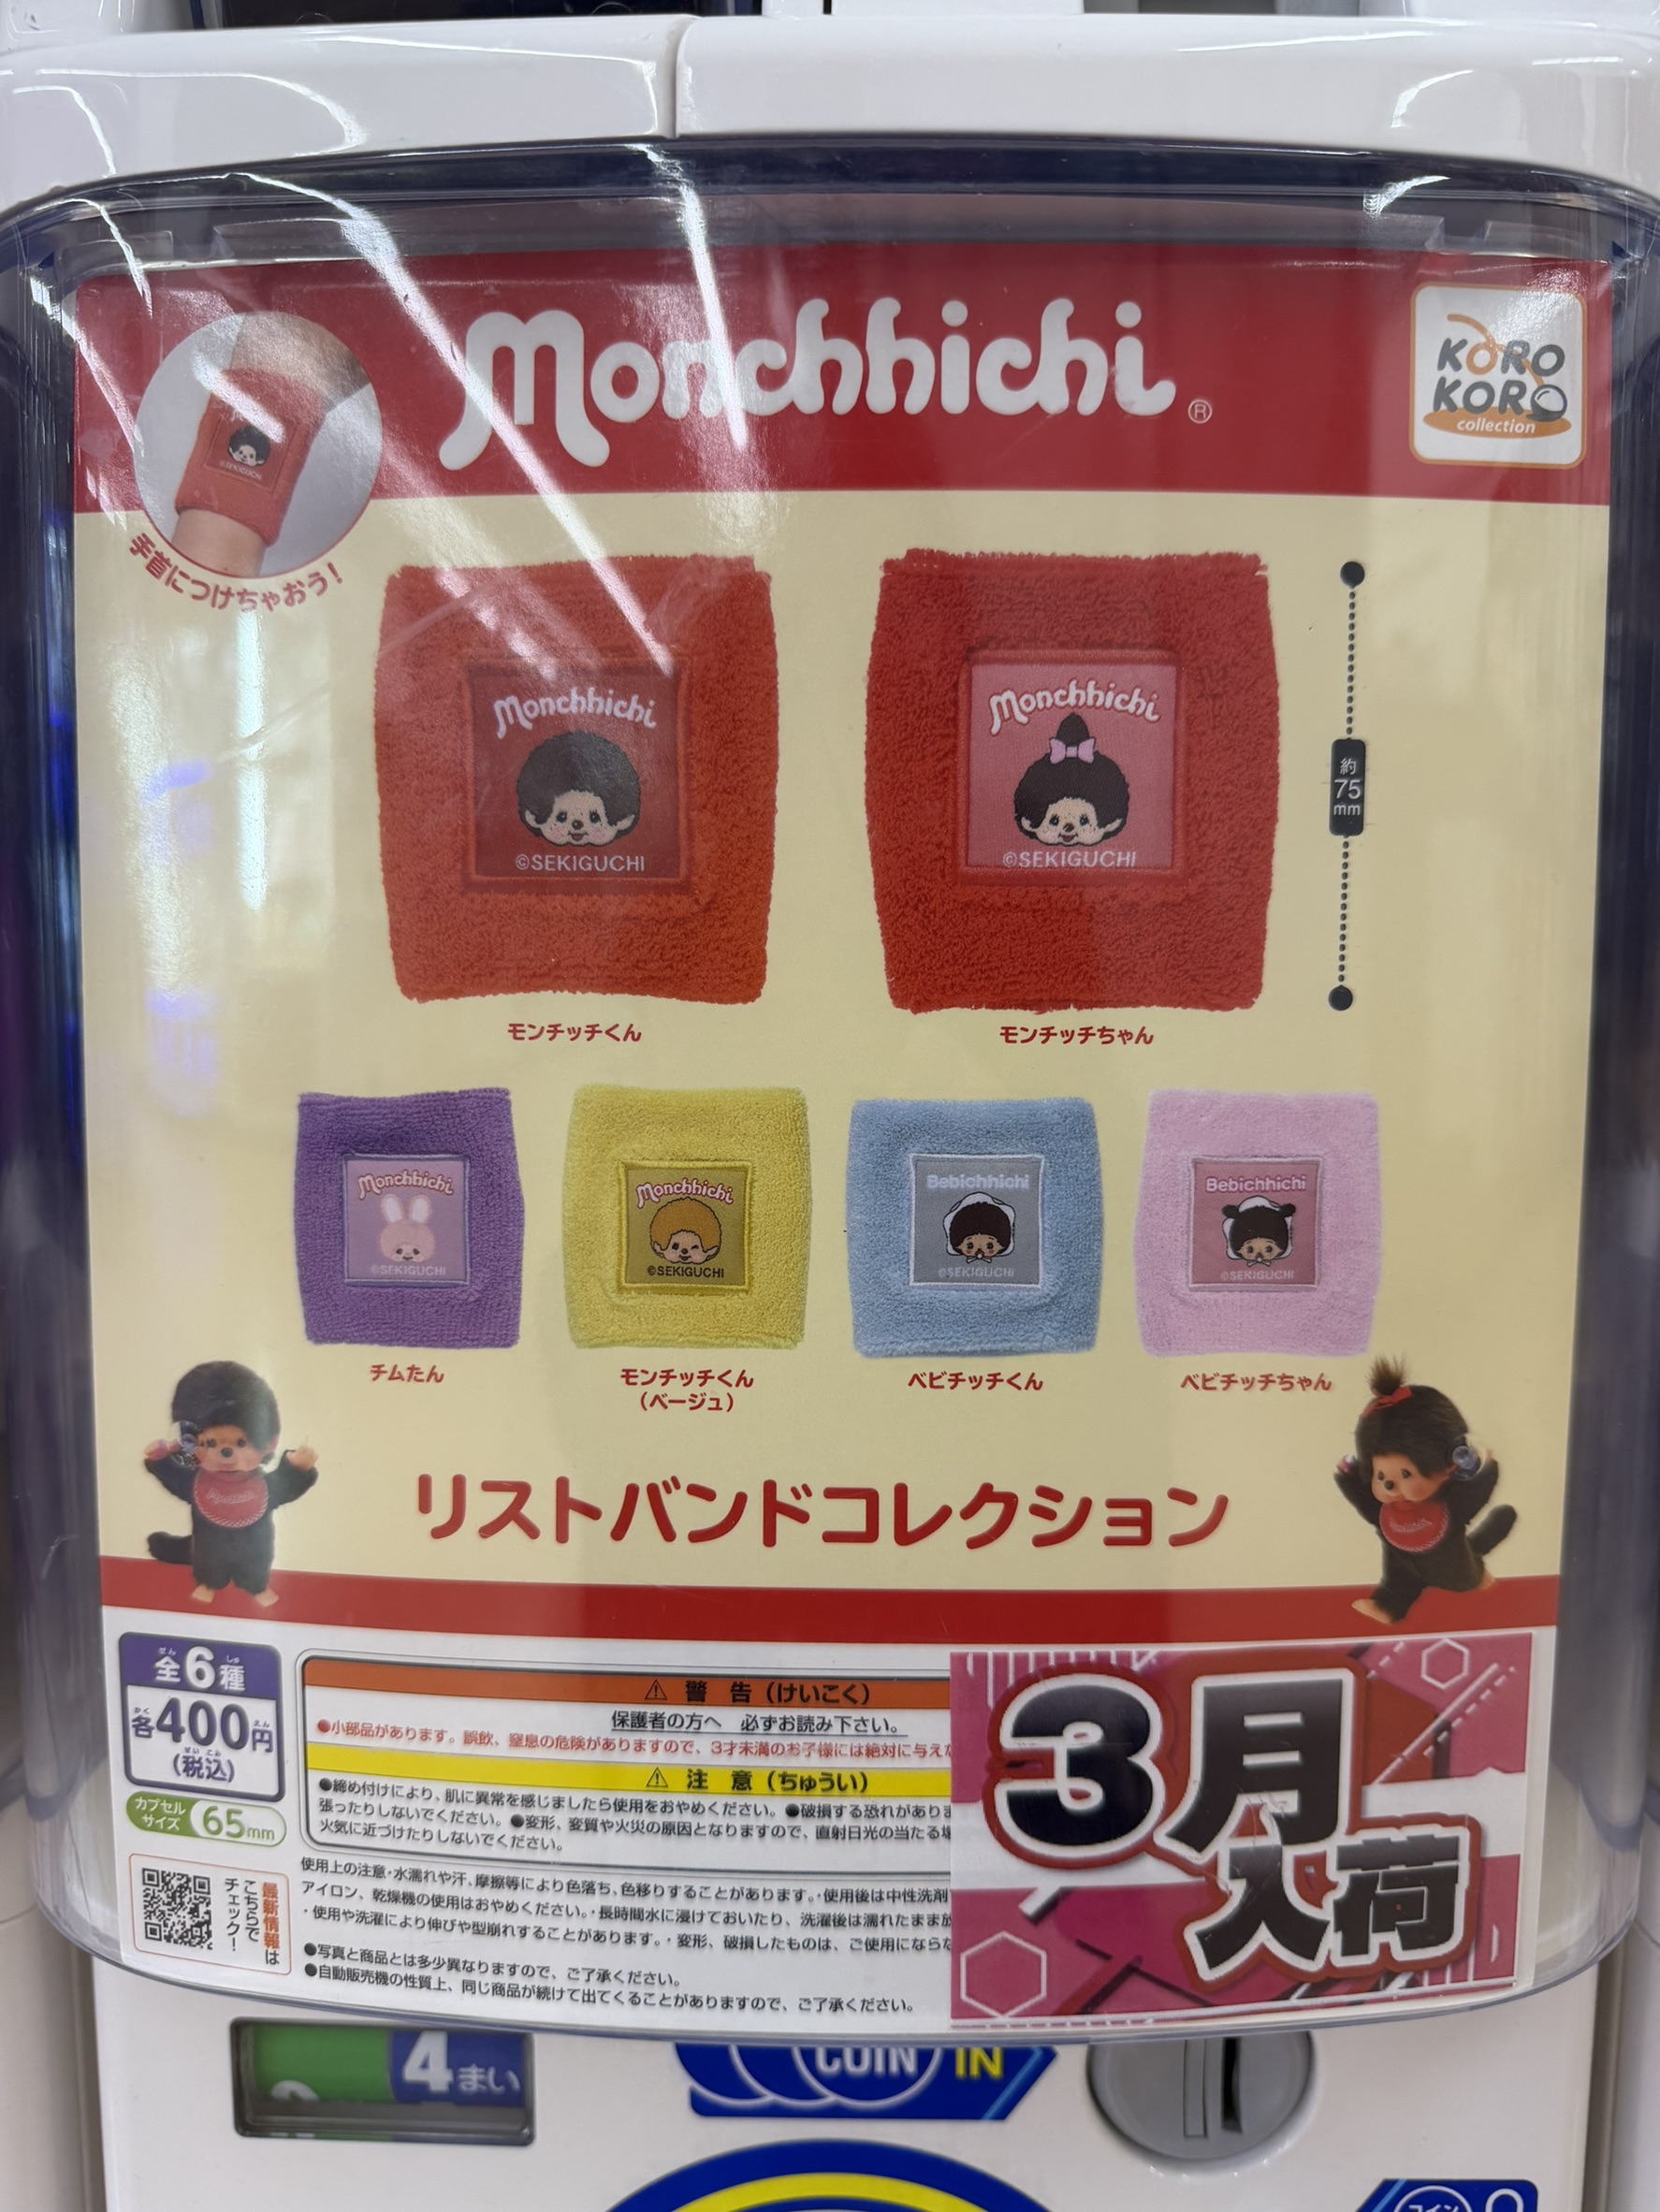 Monchhichi®
KORO
KORO
collection
手首につけちゃおう!
Monchhichi
©SEKIGUCHI
Monchhichi
©SEKIGUCHI
約
75
mm
モンチッチくん
モンチッチちゃん
Monchhichi
©SEKIGUCHI
Monchhichi
©SEKIGUCHI
Bebichhichi
©SEKIGUCHI
Bebichhichi
©SEKIGUCHI
チムたん
モンチッチくん
(ベージュ)
ベビチッチくん
ベビチッチちゃん
リストバンドコレクション
全6種
ぜん しゅ
各400円
かく えん
(税込)
ぜい こみ
カプセル
サイズ
65mm
最新情報は
こちらで
チェック!
⚠ 警 告 (けいこく)
保護者の方へ 必ずお読み下さい。
●小部品があります。誤飲、窒息の危険がありますので、3才未満のお子様には絶対に与え
⚠ 注 意 (ちゅうい)
●締め付けにより、肌に異常を感じましたら使用をおやめください。●破損する恐れがありま
張ったりしないでください。●変形、変質や火災の原因となりますので、直射日光の当たる場
火気に近づけたりしないでください。
使用上の注意・水濡れや汗、摩擦等により色落ち、色移りすることがあります。・使用後は中性洗剤
アイロン、乾燥機の使用はおやめください。・長時間水に浸けておいたり、洗濯後は濡れたまま放
・使用や洗濯により伸びや型崩れすることがあります。・変形、破損したものは、ご使用にならな
●写真と商品とは多少異なりますので、ご了承ください。
●自動販売機の性質上、同じ商品が続けて出てくることがありますので、ご了承ください。
3月
入荷
4まい
COIN IN
コイン